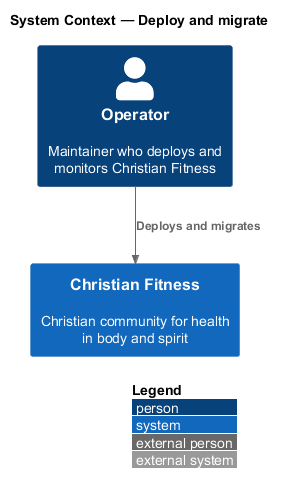 System Context — Deploy and migrate
Operator
Maintainer who deploys and
monitors Christian Fitness
Deploys and migrates
Christian Fitness
Christian community for health
in body and spirit
Legend
person
system
external person
external system